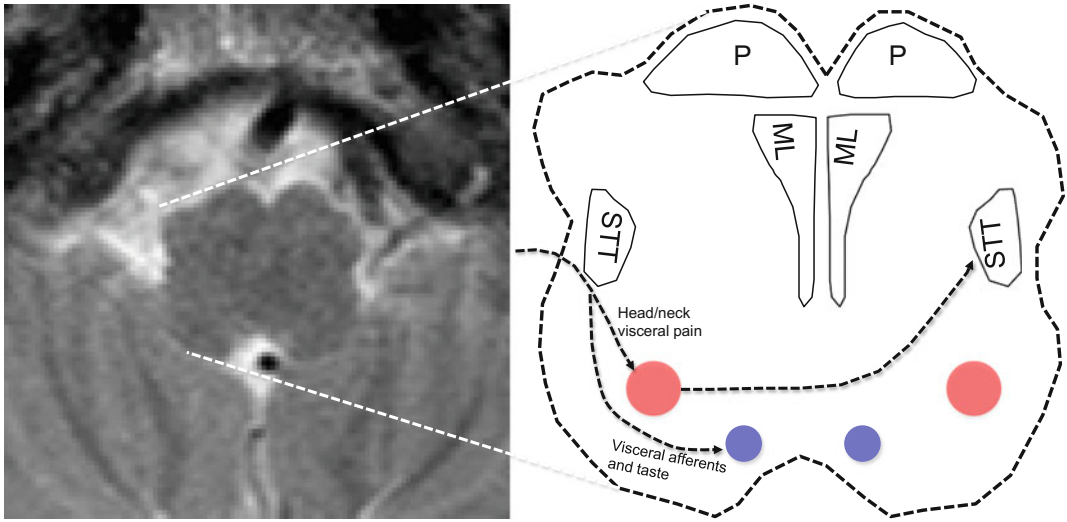 P
P
ML
ML
STT
STT
Head/neck
visceral pain
Visceral afferents
and taste